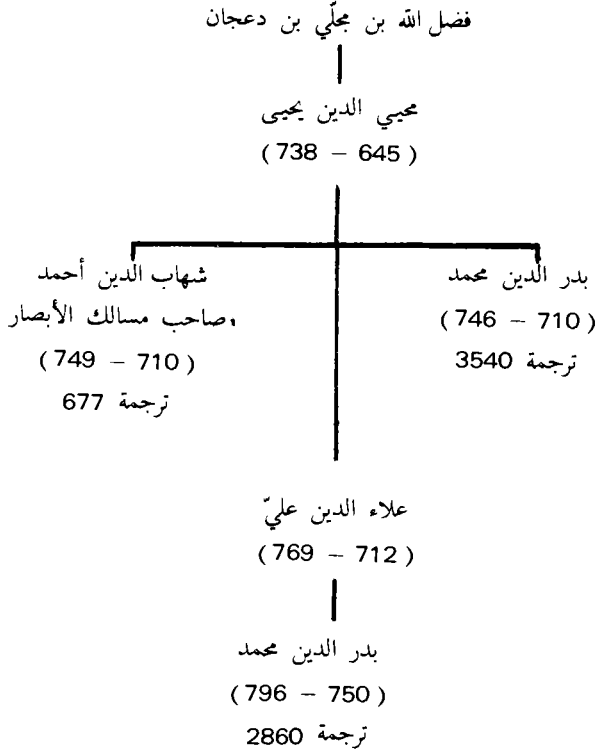 فضل الله بن مجلّي بن دعجان
محيي الدين يحيى
(645 – 738)
بدر الدين محمد
(710 – 746)
ترجمة 3540
شهاب الدين أحمد
صاحب مسالك الأبصار
(710 – 749)
ترجمة 677
علاء الدين عليّ
(712 – 769)
بدر الدين محمد
(750 – 796)
ترجمة 2860